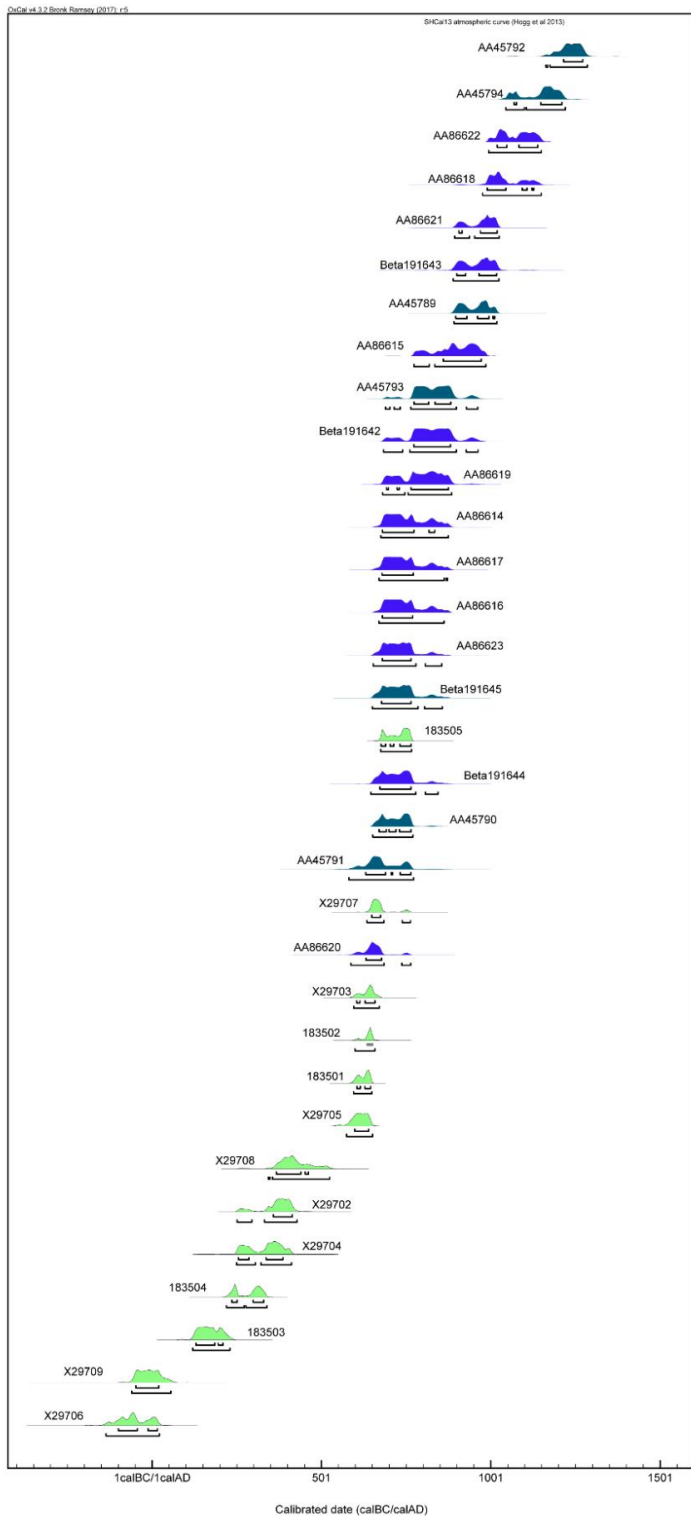 OxCal v4.3.2 Bronk Ramsey (2017); r:5
SHCal13 atmospheric curve (Hogg et al 2013)
AA45792
AA45794
AA86622
AA86618
AA86621
Beta191643
AA45789
AA86615
AA45793
Beta191642
AA86619
AA86614
AA86617
AA86616
AA86623
Beta191645
183505
Beta191644
AA45790
AA45791
X29707
AA86620
X29703
183502
183501
X29705
X29708
X29702
X29704
183504
183503
X29709
X29706
1calBC/1calAD 501 1001 1501
Calibrated date (calBC/calAD)